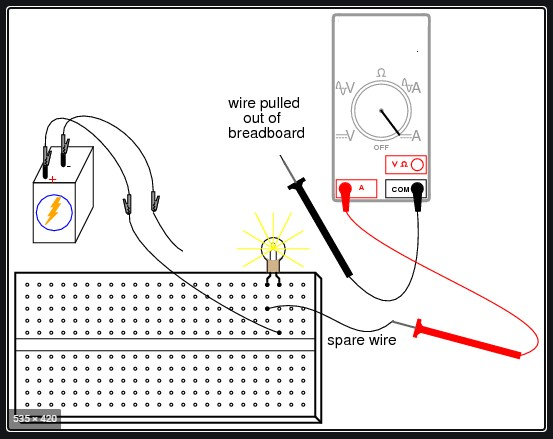 Ω
V
A
wire pulled
out of
breadboard
V
A
OFF
V Ω
+
-
A
COM
spare wire
535 × 420